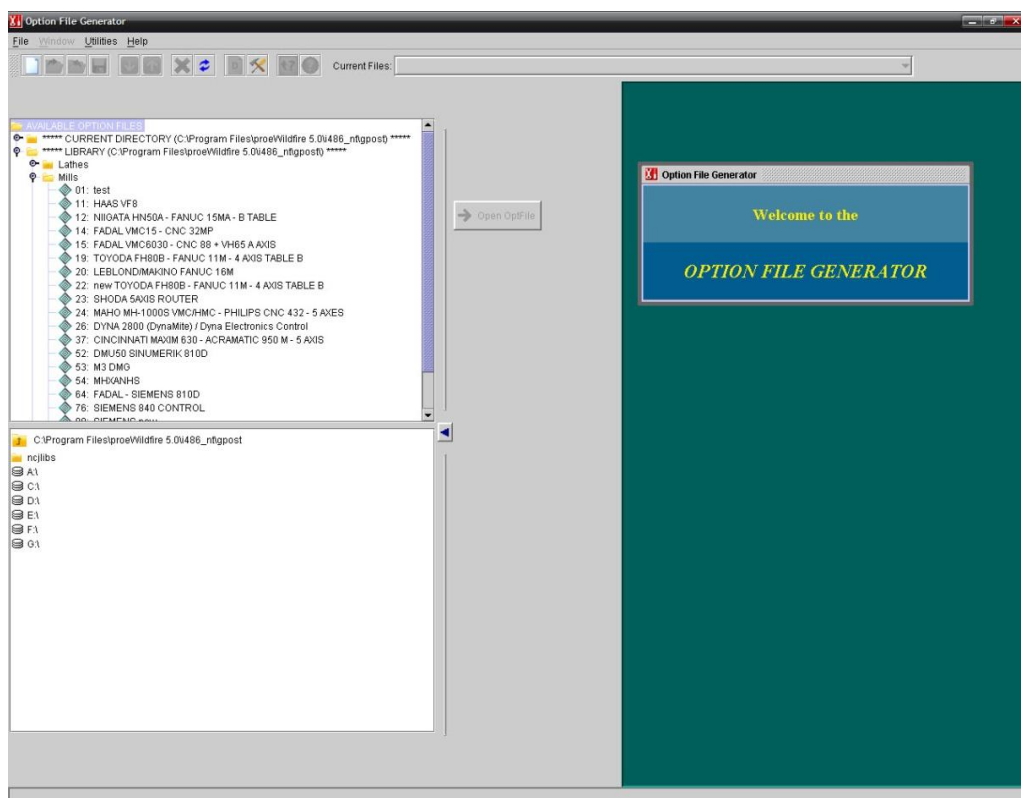 Option File Generator
File Window Utilities Help
Current Files:
AVAILABLE OPTION FILES
***** CURRENT DIRECTORY (C:\Program Files\proeWildfire 5.0\i486_nt\gpost) *****
***** LIBRARY (C:\Program Files\proeWildfire 5.0\i486_nt\gpost\) *****
Lathes
Mills
01: test
11: HAAS VF8
12: NIIGATA HN50A - FANUC 15MA - B TABLE
14: FADAL VMC15 - CNC 32MP
15: FADAL VMC6030 - CNC 88 + VH65 A AXIS
19: TOYODA FH80B - FANUC 11M - 4 AXIS TABLE B
20: LEBLOND/MAKINO FANUC 16M
22: new TOYODA FH80B - FANUC 11M - 4 AXIS TABLE B
23: SHODA 5AXIS ROUTER
24: MAHO MH-1000S VMC/HMC - PHILIPS CNC 432 - 5 AXES
26: DYNA 2800 (DynaMite) / Dyna Electronics Control
37: CINCINNATI MAXIM 630 - ACRAMATIC 950 M - 5 AXIS
52: DMU50 SINUMERIK 810D
53: M3 DMG
54: MHXANHS
64: FADAL - SIEMENS 810D
76: SIEMENS 840 CONTROL
Open OptFile
C:\Program Files\proeWildfire 5.0\i486_nt\gpost
ncjlibs
A:\
C:\
D:\
E:\
F:\
G:\
Option File Generator
Welcome to the
OPTION FILE GENERATOR